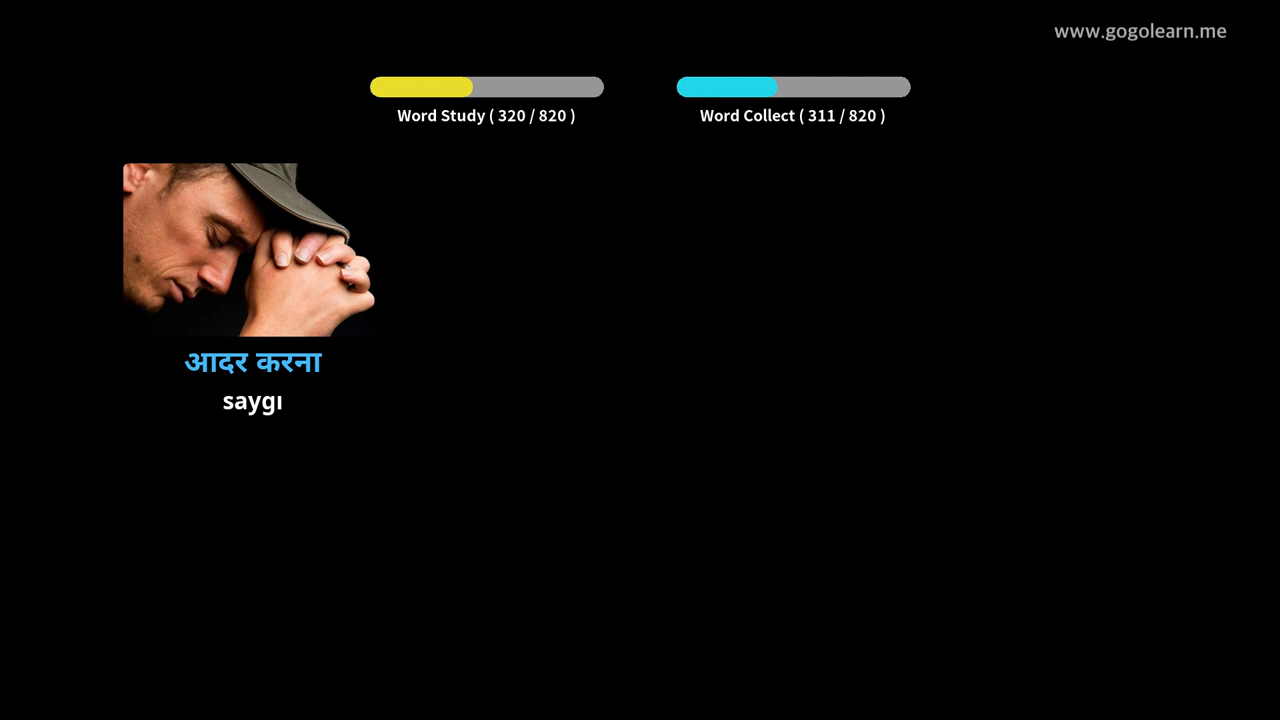 www.gogolearn.me
Word Study ( 320 / 820 )
Word Collect ( 311 / 820 )
आदर करना
saygı